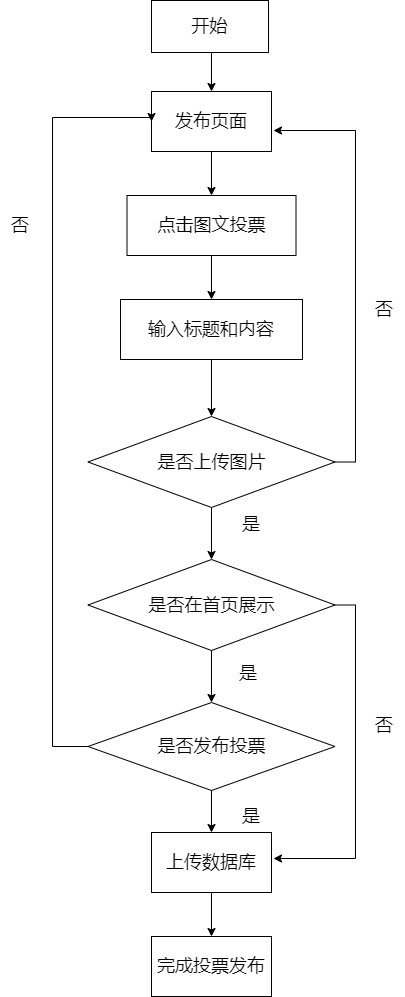 开始
发布页面
否
点击图文投票
否
输入标题和内容
是否上传图片
是
是否在首页展示
是
否
是否发布投票
是
上传数据库
完成投票发布